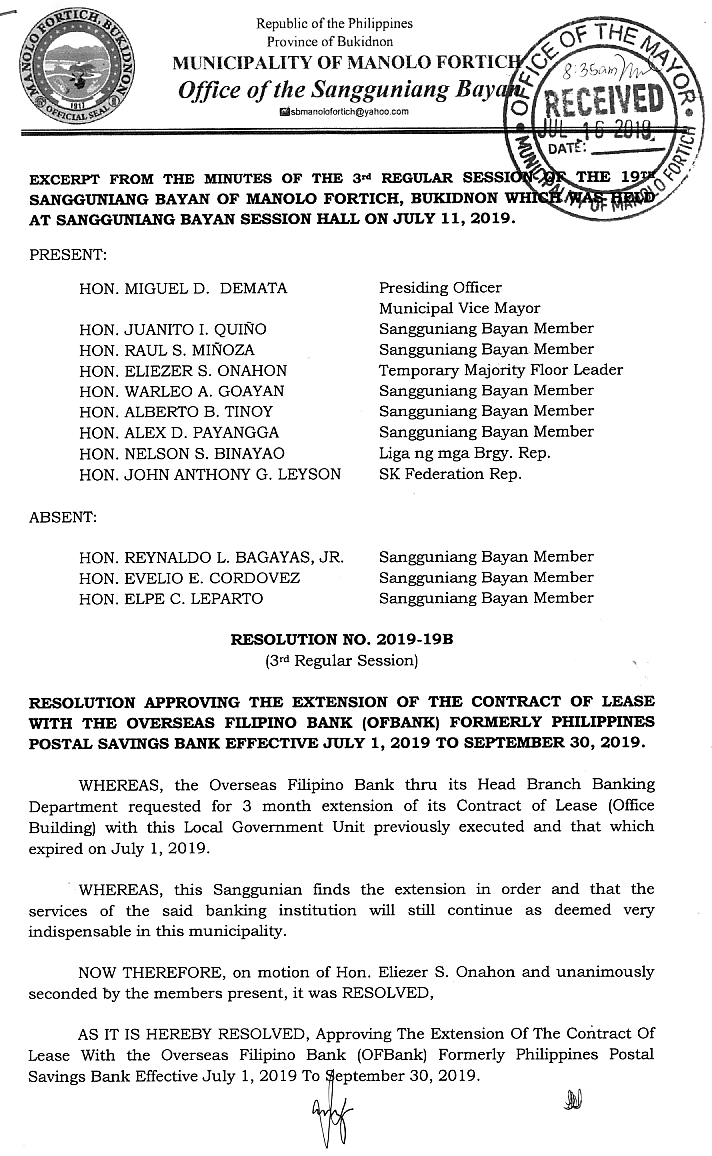 MANOLO FORTICH, BUKIDNON
1917
OFFICIAL SEAL
Republic of the Philippines
Province of Bukidnon
MUNICIPALITY OF MANOLO FORTICH
Office of the Sangguniang Bayan
sbmanolofortich@yahoo.com
OFFICE OF THE MAYOR
8:35am
RECEIVED
JUL 16 2019
DATE:
MUNICIPALITY OF MANOLO FORTICH
EXCERPT FROM THE MINUTES OF THE 3rd REGULAR SESSION OF THE 19TH
SANGGUNIANG BAYAN OF MANOLO FORTICH, BUKIDNON WHICH WAS HELD
AT SANGGUNIANG BAYAN SESSION HALL ON JULY 11, 2019.
PRESENT:
HON. MIGUEL D. DEMATA Presiding Officer
Municipal Vice Mayor
HON. JUANITO I. QUIÑO Sangguniang Bayan Member
HON. RAUL S. MIÑOZA Sangguniang Bayan Member
HON. ELIEZER S. ONAHON Temporary Majority Floor Leader
HON. WARLEO A. GOAYAN Sangguniang Bayan Member
HON. ALBERTO B. TINOY Sangguniang Bayan Member
HON. ALEX D. PAYANGGA Sangguniang Bayan Member
HON. NELSON S. BINAYAO Liga ng mga Brgy. Rep.
HON. JOHN ANTHONY G. LEYSON SK Federation Rep.
ABSENT:
HON. REYNALDO L. BAGAYAS, JR. Sangguniang Bayan Member
HON. EVELIO E. CORDOVEZ Sangguniang Bayan Member
HON. ELPE C. LEPARTO Sangguniang Bayan Member
RESOLUTION NO. 2019-19B
(3rd Regular Session)
RESOLUTION APPROVING THE EXTENSION OF THE CONTRACT OF LEASE
WITH THE OVERSEAS FILIPINO BANK (OFBANK) FORMERLY PHILIPPINES
POSTAL SAVINGS BANK EFFECTIVE JULY 1, 2019 TO SEPTEMBER 30, 2019.
WHEREAS, the Overseas Filipino Bank thru its Head Branch Banking
Department requested for 3 month extension of its Contract of Lease (Office
Building) with this Local Government Unit previously executed and that which
expired on July 1, 2019.
WHEREAS, this Sanggunian finds the extension in order and that the
services of the said banking institution will still continue as deemed very
indispensable in this municipality.
NOW THEREFORE, on motion of Hon. Eliezer S. Onahon and unanimously
seconded by the members present, it was RESOLVED,
AS IT IS HEREBY RESOLVED, Approving The Extension Of The Contract Of
Lease With the Overseas Filipino Bank (OFBank) Formerly Philippines Postal
Savings Bank Effective July 1, 2019 To September 30, 2019.